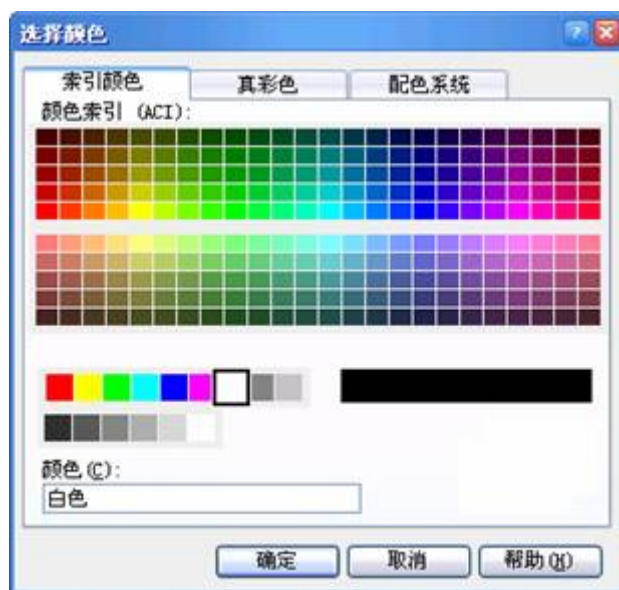 选择颜色
?
索引颜色 真彩色 配色系统
颜色索引 (ACI):
颜色(C):
白色
确定 取消 帮助(H)